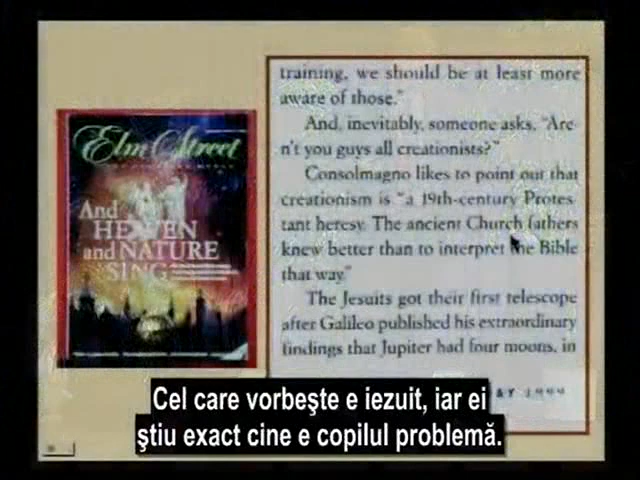 Elm Street
And
HEAVEN
and NATURE
SING
training, we should be at least more
aware of those."
And, inevitably, someone asks, "Are-
n't you guys all creationists?"
Consolmagno likes to point out that
creationism is "a 19th-century Protes-
tant heresy. The ancient Church fathers
knew better than to interpret the Bible
that way."
The Jesuits got their first telescope
after Galileo published his extraordinary
findings that Jupiter had four moons, in
1999
Cel care vorbeşte e iezuit, iar ei
ştiu exact cine e copilul problemă.